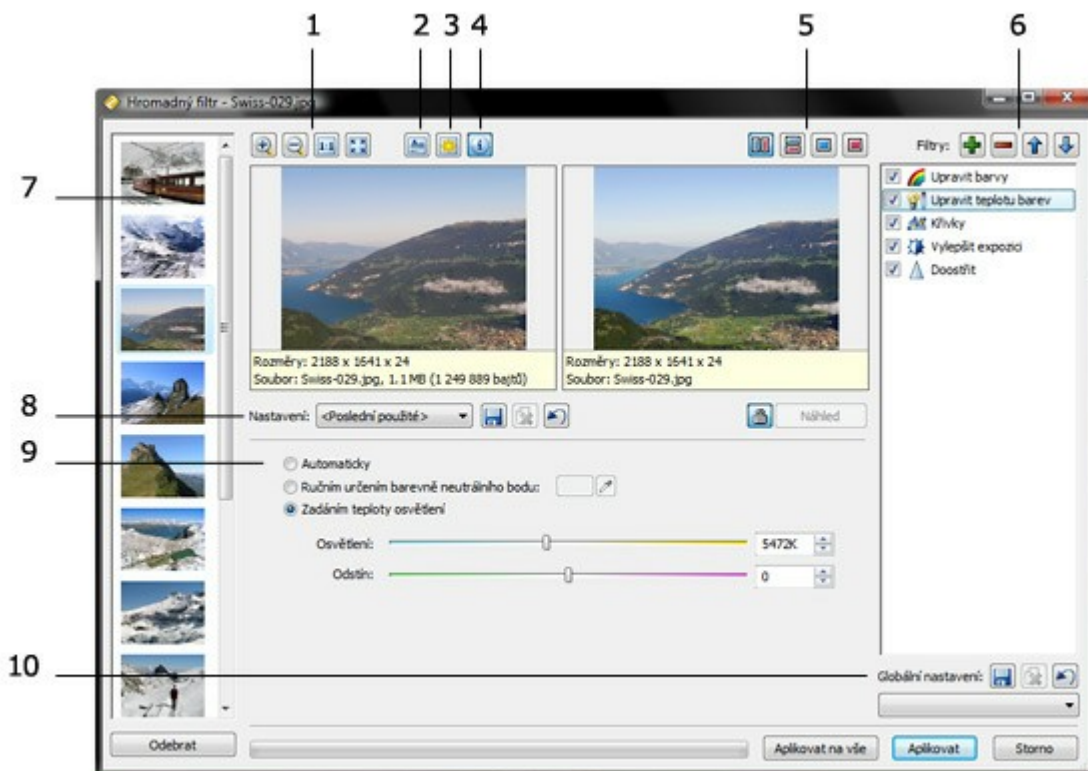 1 2 3 4 5 6
Hromadný filtr - Swiss-029.jpg
1:1
Filtry:
7
Upravit barvy
Upravit teplotu barev
Křivky
Vylepšit expozici
Doostřit
Rozměry: 2188 x 1641 x 24
Soubor: Swiss-029.jpg, 1.1 MB (1 249 889 bajtů)
Rozměry: 2188 x 1641 x 24
Soubor: Swiss-029.jpg
8
Nastavení: <Poslední použité>
Náhled
9
Automaticky
Ručním určením barevně neutrálního bodu:
Zadáním teploty osvětlení
Osvětlení: 5472K
Odstín: 0
10
Globální nastavení:
Odebrat
Aplikovat na vše
Aplikovat
Storno